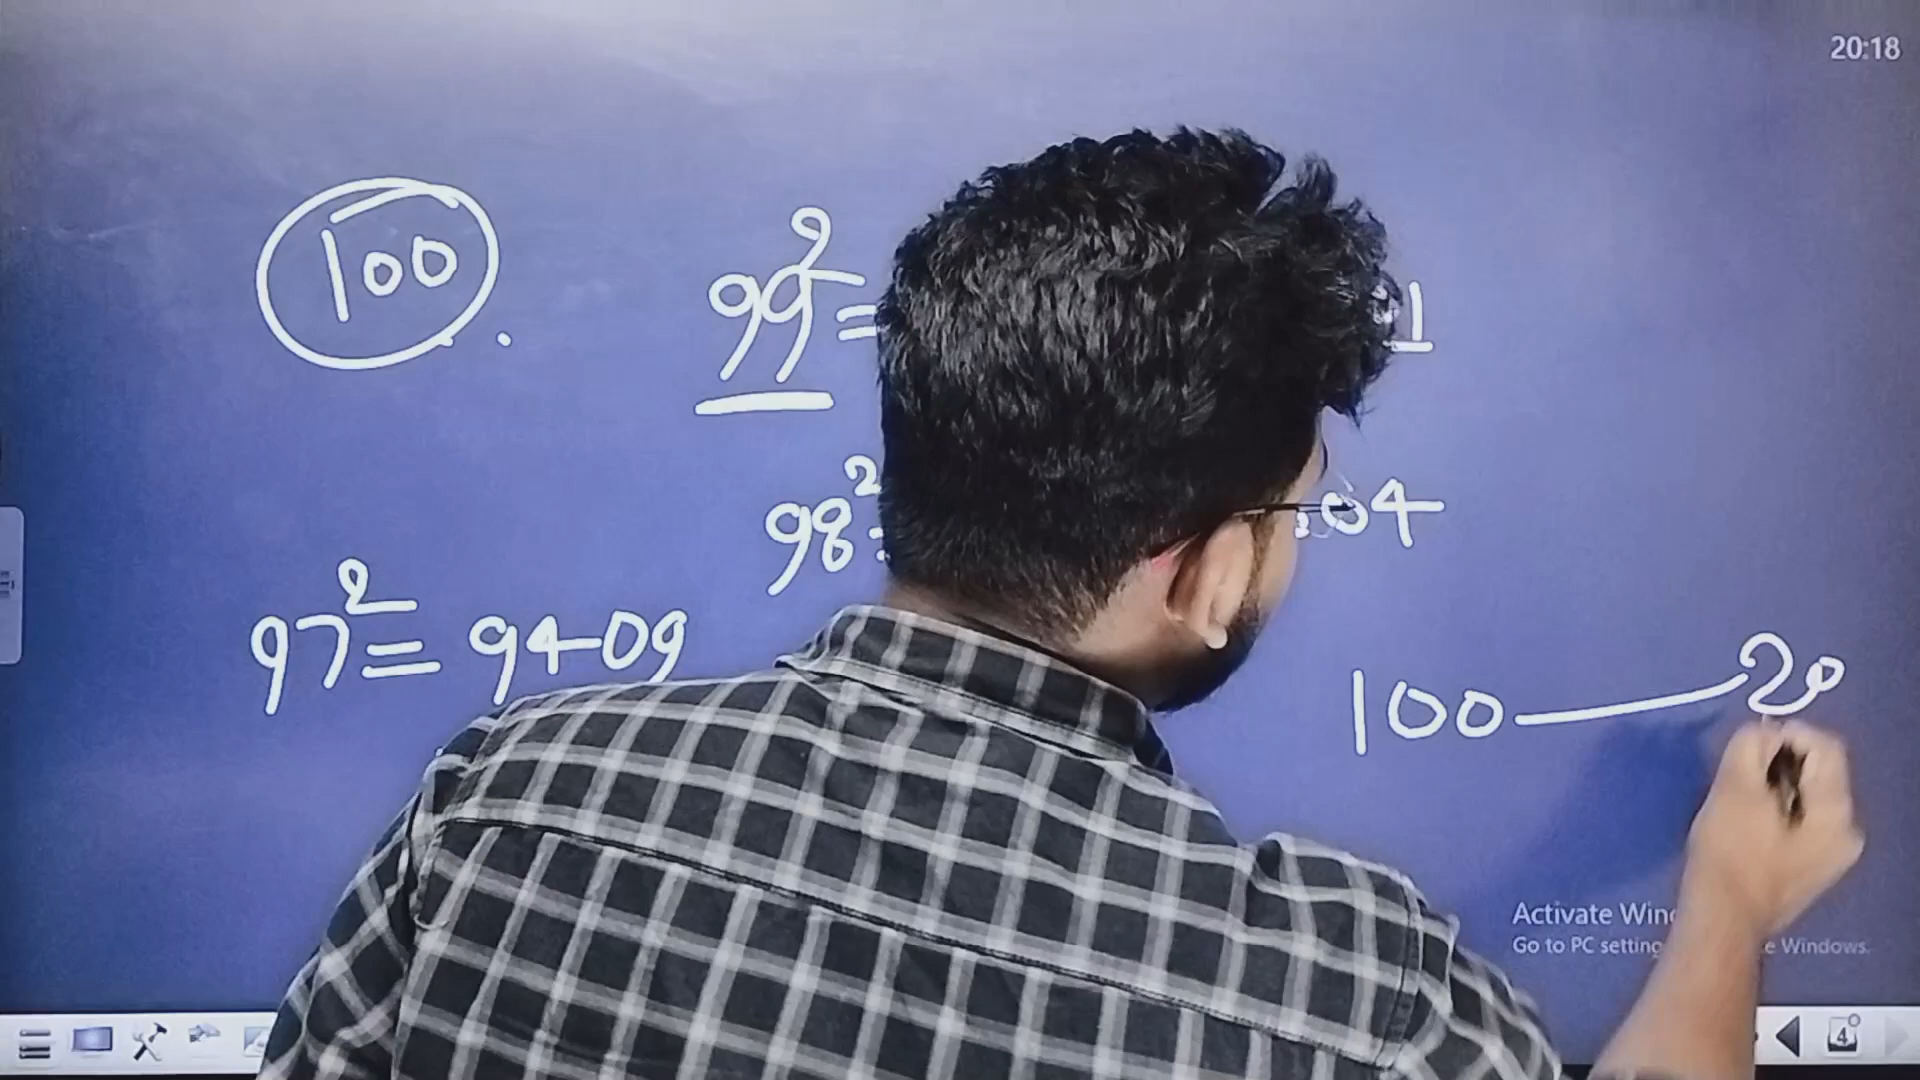 20:18
100
99² = 1
98² 04
97² = 9409
100 — 20
Activate Win
Go to PC setting e Windows.
4